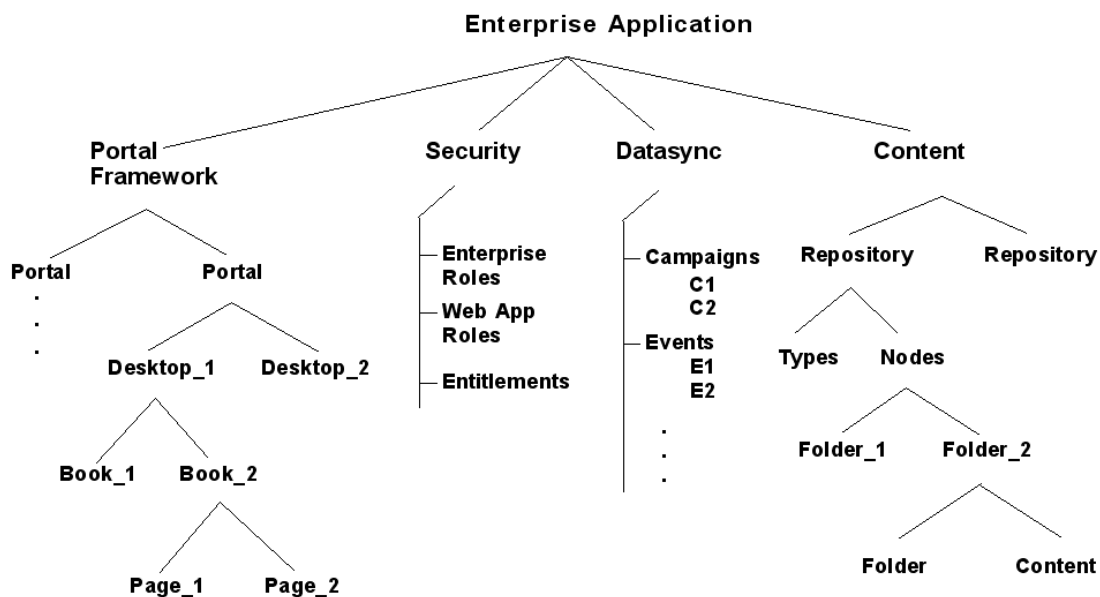 Enterprise Application
Portal
Framework
Security
Datasync
Content
Portal
Portal
.
.
.
Desktop_1
Desktop_2
Book_1
Book_2
Page_1
Page_2
Enterprise
Roles
Web App
Roles
Entitlements
Campaigns
C1
C2
Events
E1
E2
.
.
.
Repository
Repository
Types
Nodes
Folder_1
Folder_2
Folder
Content